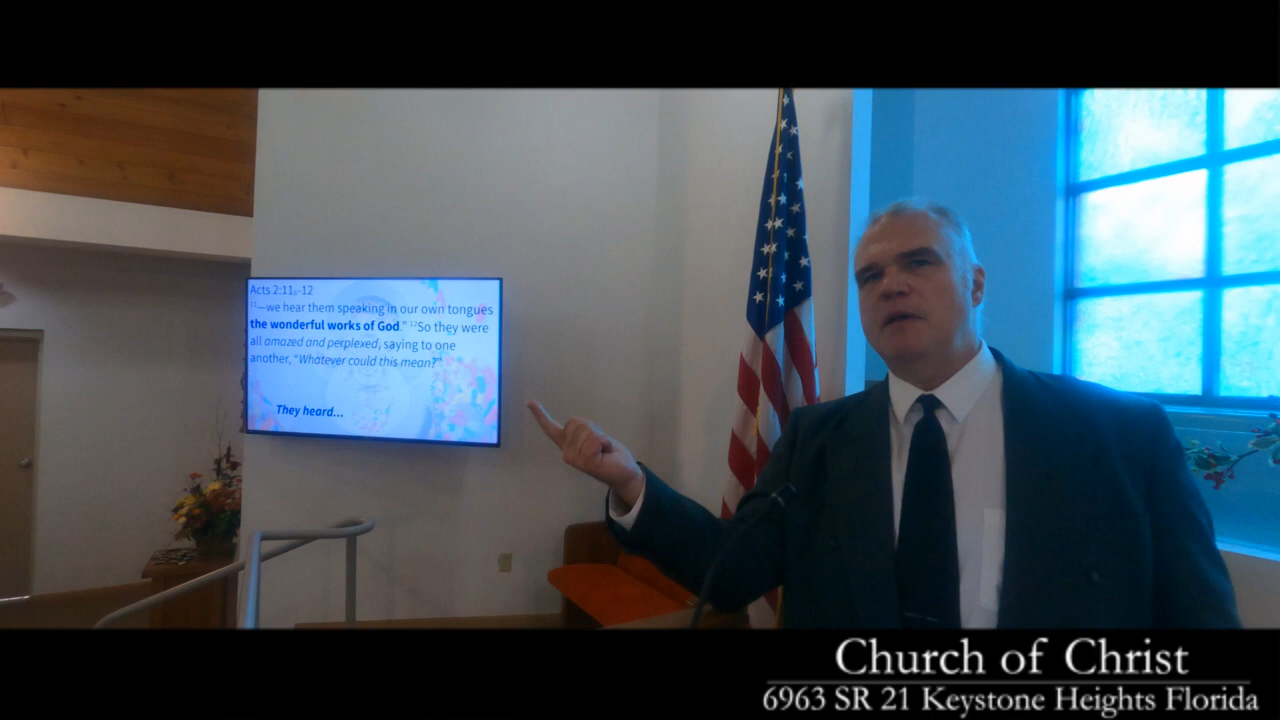 Acts 2:11b-12
11—we hear them speaking in our own tongues
the wonderful works of God." 12So they were
all amazed and perplexed, saying to one
another, "Whatever could this mean?"
They heard...
Church of Christ
6963 SR 21 Keystone Heights Florida